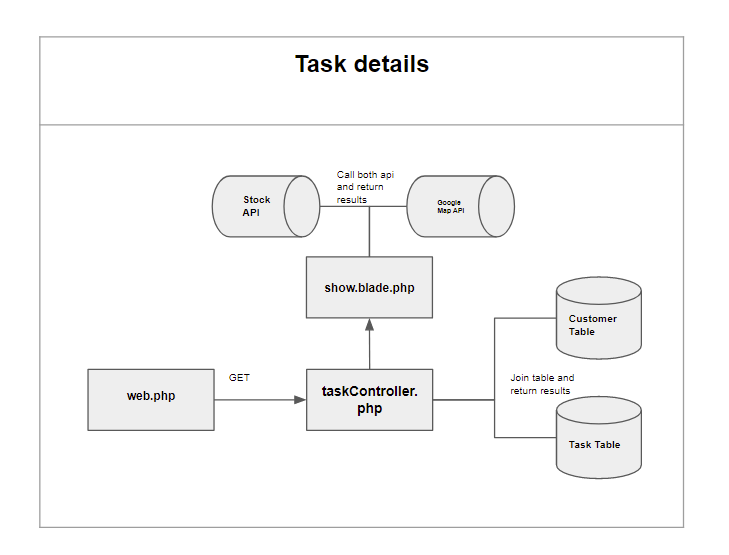 Task details
Call both api
and return
results
Stock
API
Google
Map API
show.blade.php
Customer
Table
web.php
GET
taskController.
php
Join table and
return results
Task Table